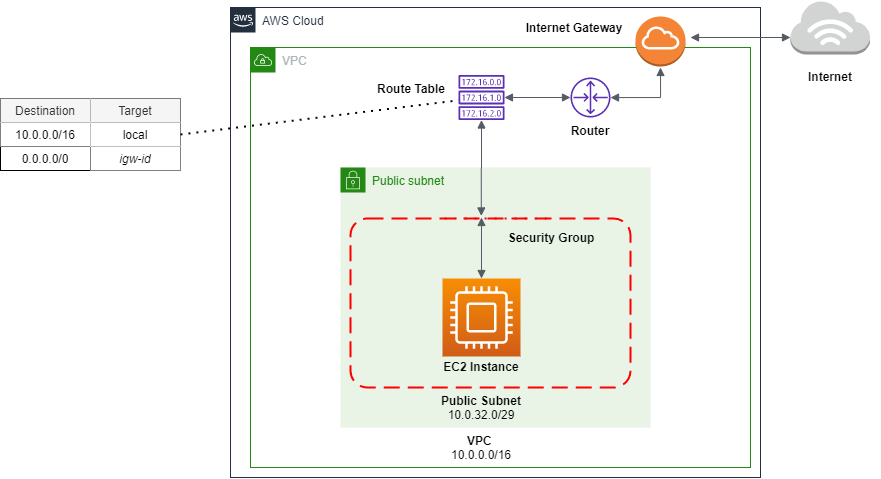 aws
AWS Cloud
Internet Gateway
Internet
VPC
Route Table
172.16.0.0
172.16.1.0
172.16.2.0
Router
Destination Target
10.0.0.0/16 local
0.0.0.0/0 igw-id
Public subnet
Security Group
EC2 Instance
Public Subnet
10.0.32.0/29
VPC
10.0.0.0/16